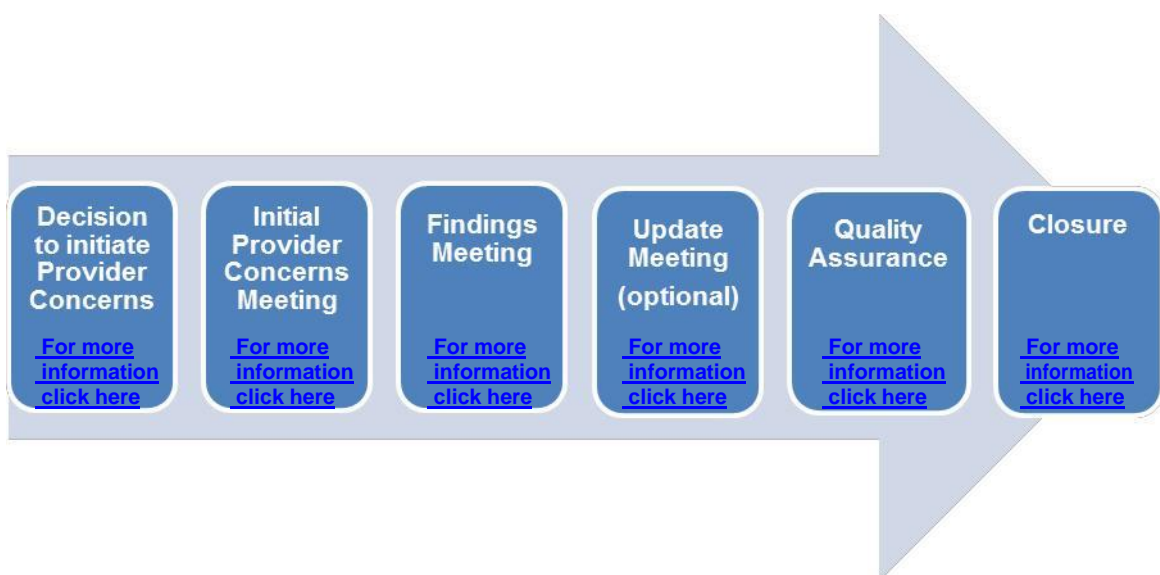 Decision
to initiate
Provider
Concerns
For more
information
click here
Initial
Provider
Concerns
Meeting
For more
information
click here
Findings
Meeting
For more
information
click here
Update
Meeting
(optional)
For more
information
click here
Quality
Assurance
For more
information
click here
Closure
For more
information
click here